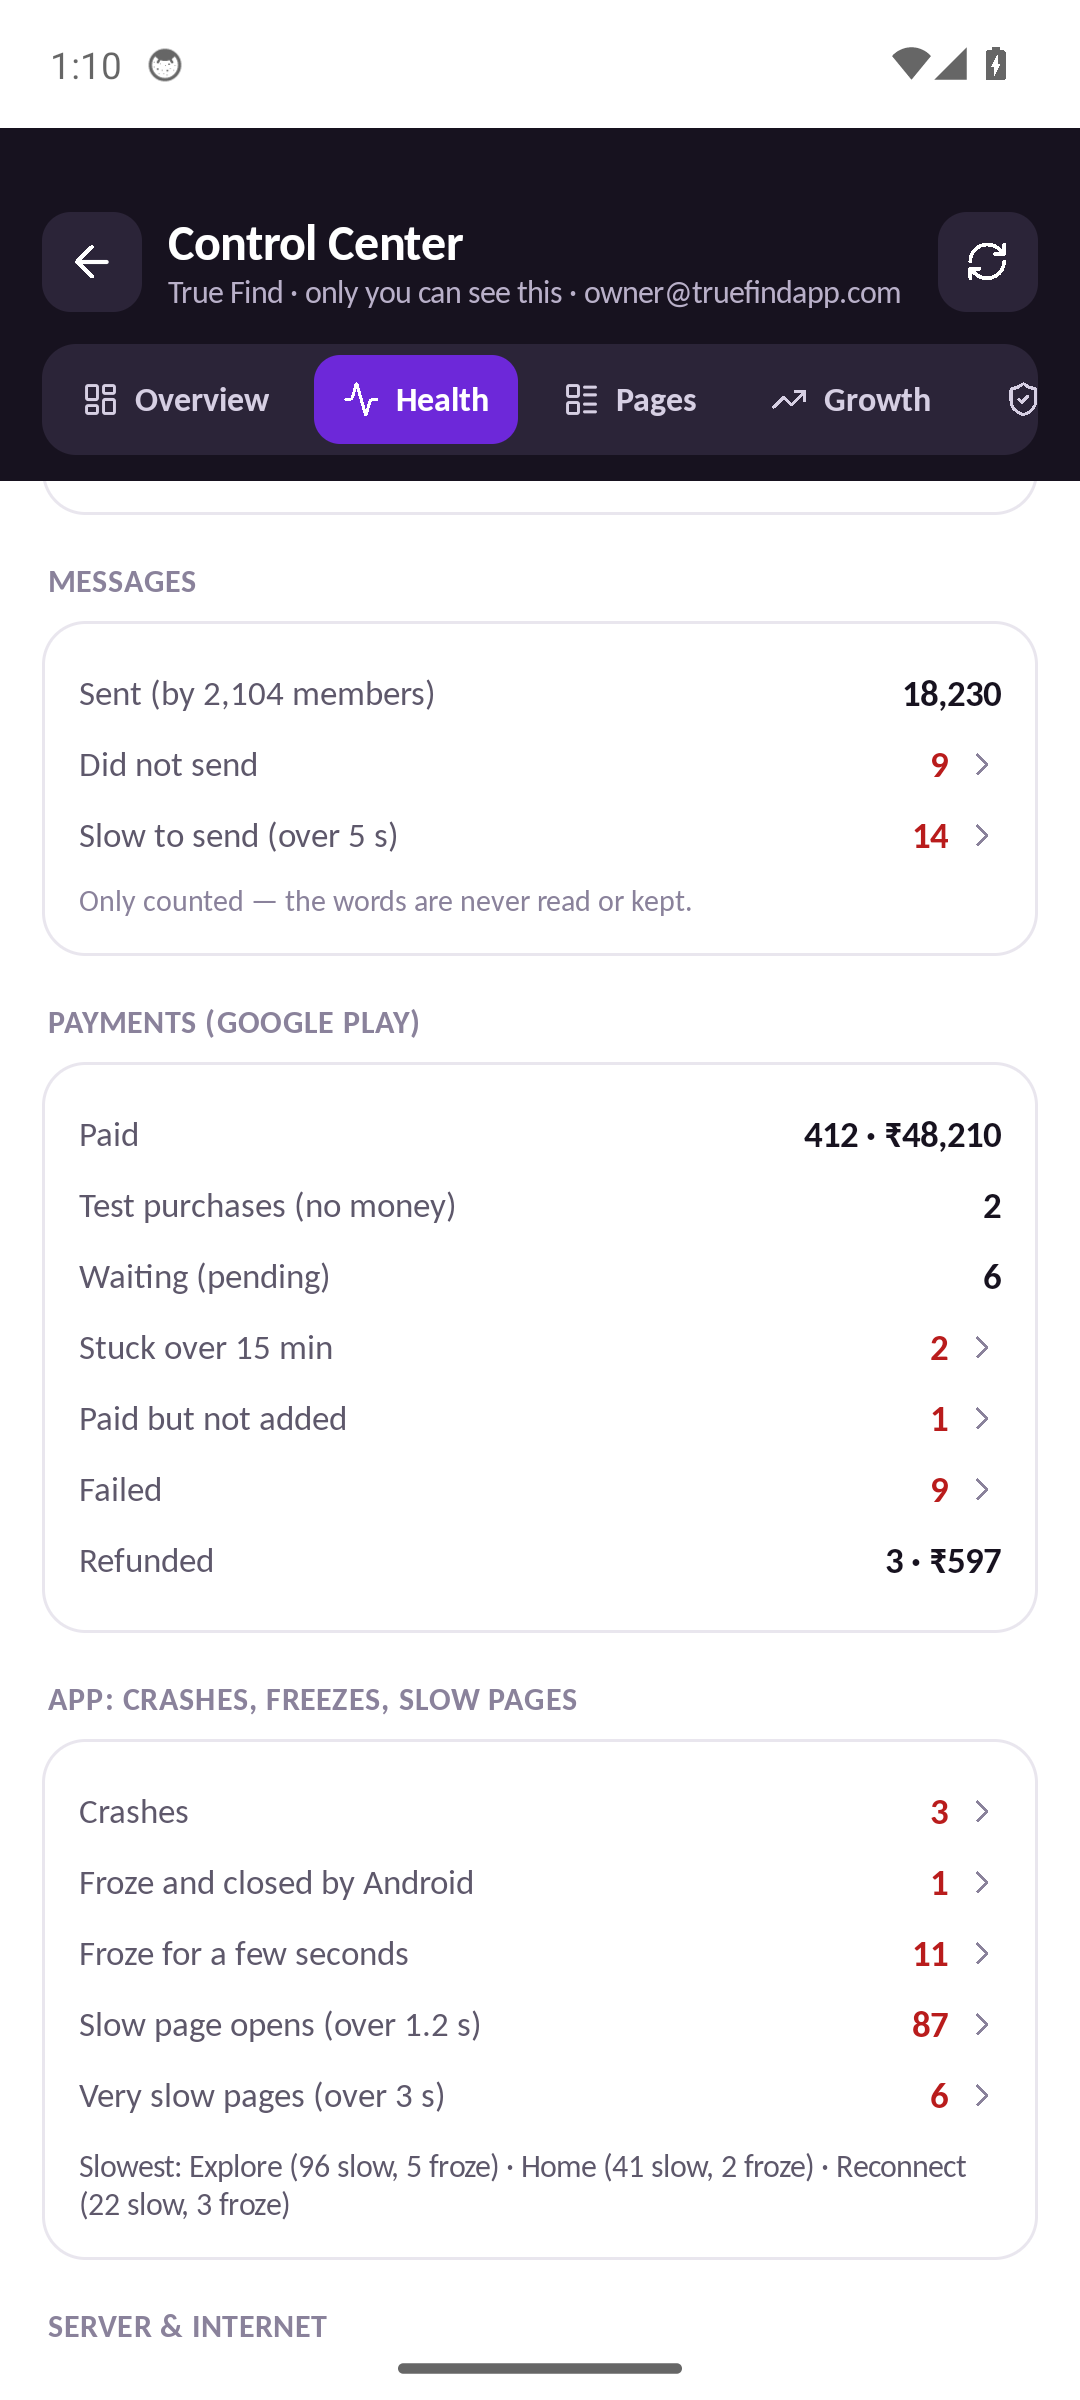 1:10
Control Center
True Find · only you can see this · owner@truefindapp.com
Overview
Health
Pages
Growth
MESSAGES
Sent (by 2,104 members) 18,230
Did not send 9
Slow to send (over 5 s) 14
Only counted — the words are never read or kept.
PAYMENTS (GOOGLE PLAY)
Paid 412 · ₹48,210
Test purchases (no money) 2
Waiting (pending) 6
Stuck over 15 min 2
Paid but not added 1
Failed 9
Refunded 3 · ₹597
APP: CRASHES, FREEZES, SLOW PAGES
Crashes 3
Froze and closed by Android 1
Froze for a few seconds 11
Slow page opens (over 1.2 s) 87
Very slow pages (over 3 s) 6
Slowest: Explore (96 slow, 5 froze) · Home (41 slow, 2 froze) · Reconnect
(22 slow, 3 froze)
SERVER & INTERNET